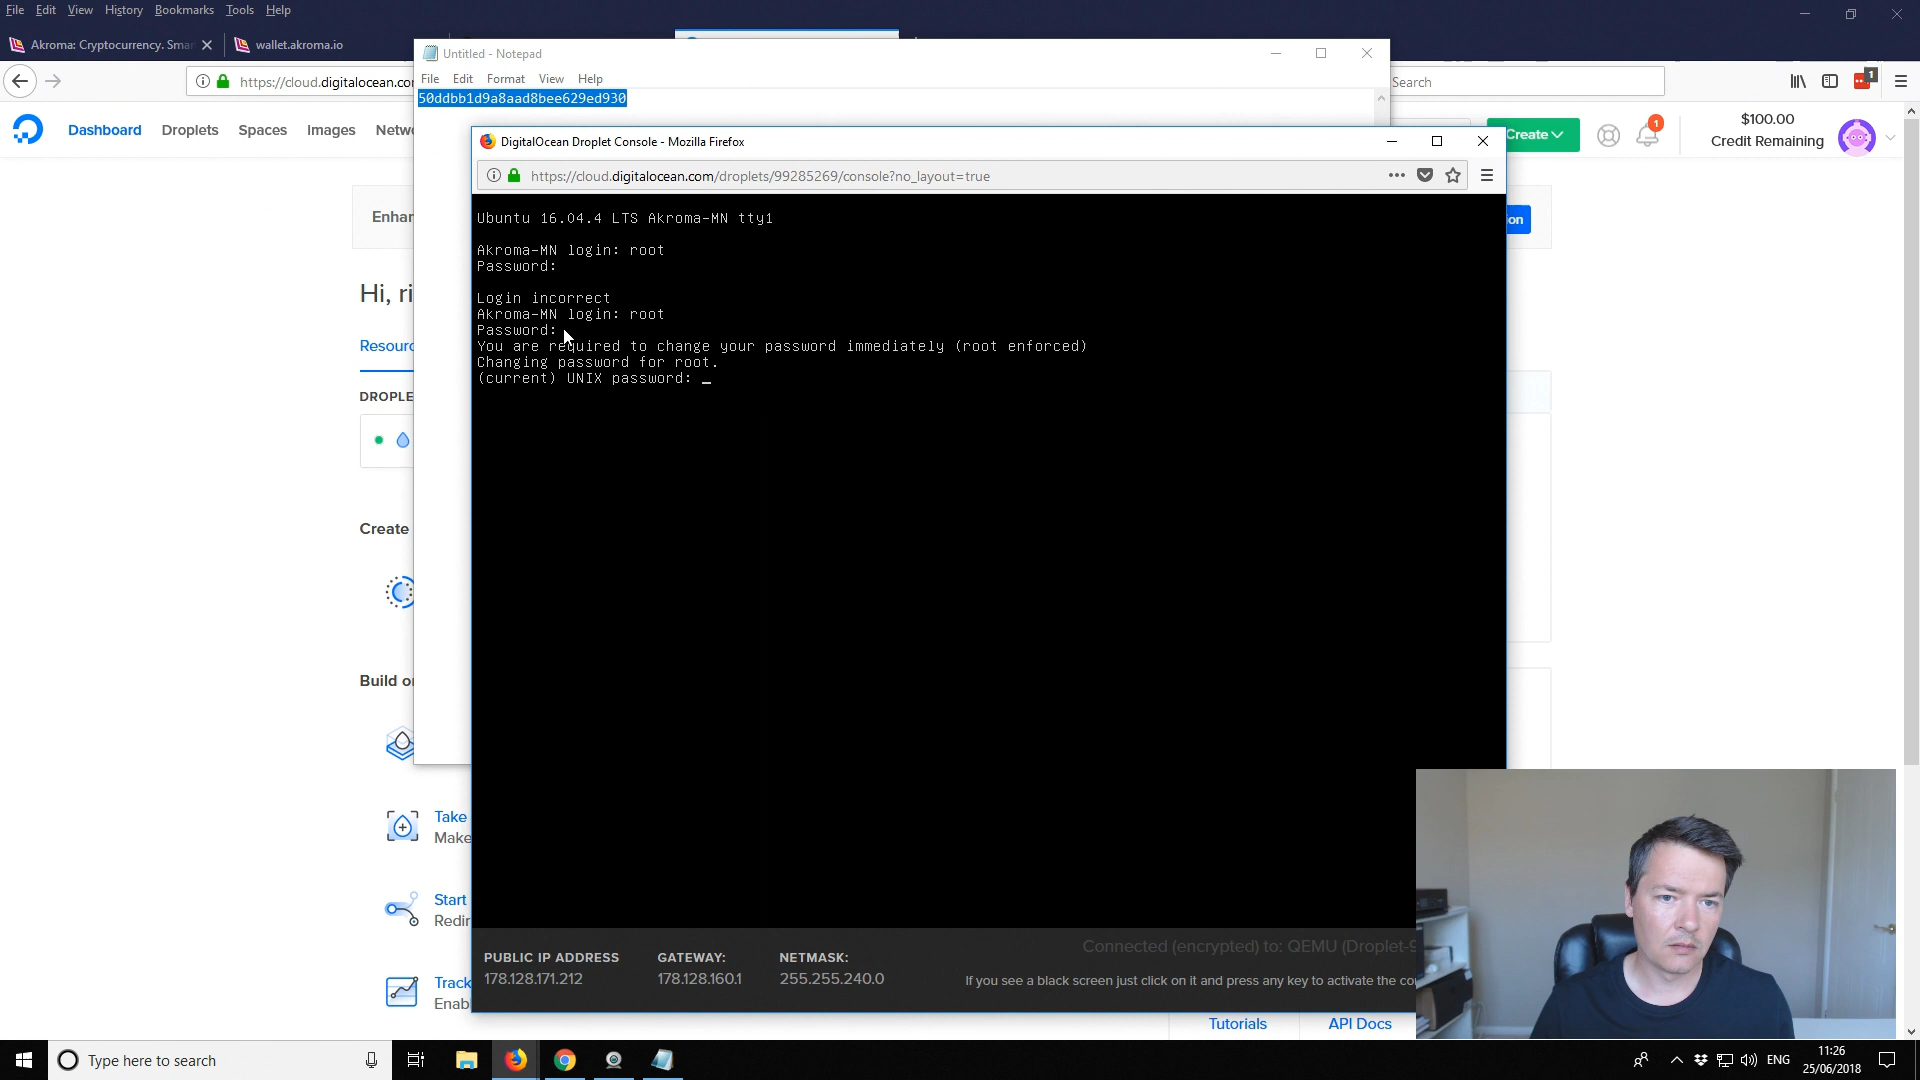 File Edit View History Bookmarks Tools Help
Akroma: Cryptocurrency. Smar
wallet.akroma.io
Untitled - Notepad
File Edit Format View Help
50ddbb1d9a8aad8bee629ed930
https://cloud.digitalocean.co
Search
1
Dashboard Droplets Spaces Images Netw
Create
1
$100.00
Credit Remaining
DigitalOcean Droplet Console - Mozilla Firefox
https://cloud.digitalocean.com/droplets/99285269/console?no_layout=true
Enhan
on
Hi, ri
Resourc
DROPLE
Create
Build o
Take
Make
Start
Redir
Track
Enab
Ubuntu 16.04.4 LTS Akroma-MN tty1
Akroma-MN login: root
Password:
Login incorrect
Akroma-MN login: root
Password:
You are required to change your password immediately (root enforced)
Changing password for root.
(current) UNIX password: _
Connected (encrypted) to: QEMU (Droplet-9
PUBLIC IP ADDRESS GATEWAY: NETMASK:
178.128.171.212 178.128.160.1 255.255.240.0
If you see a black screen just click on it and press any key to activate the co
Tutorials API Docs
Type here to search
ENG
11:26
25/06/2018